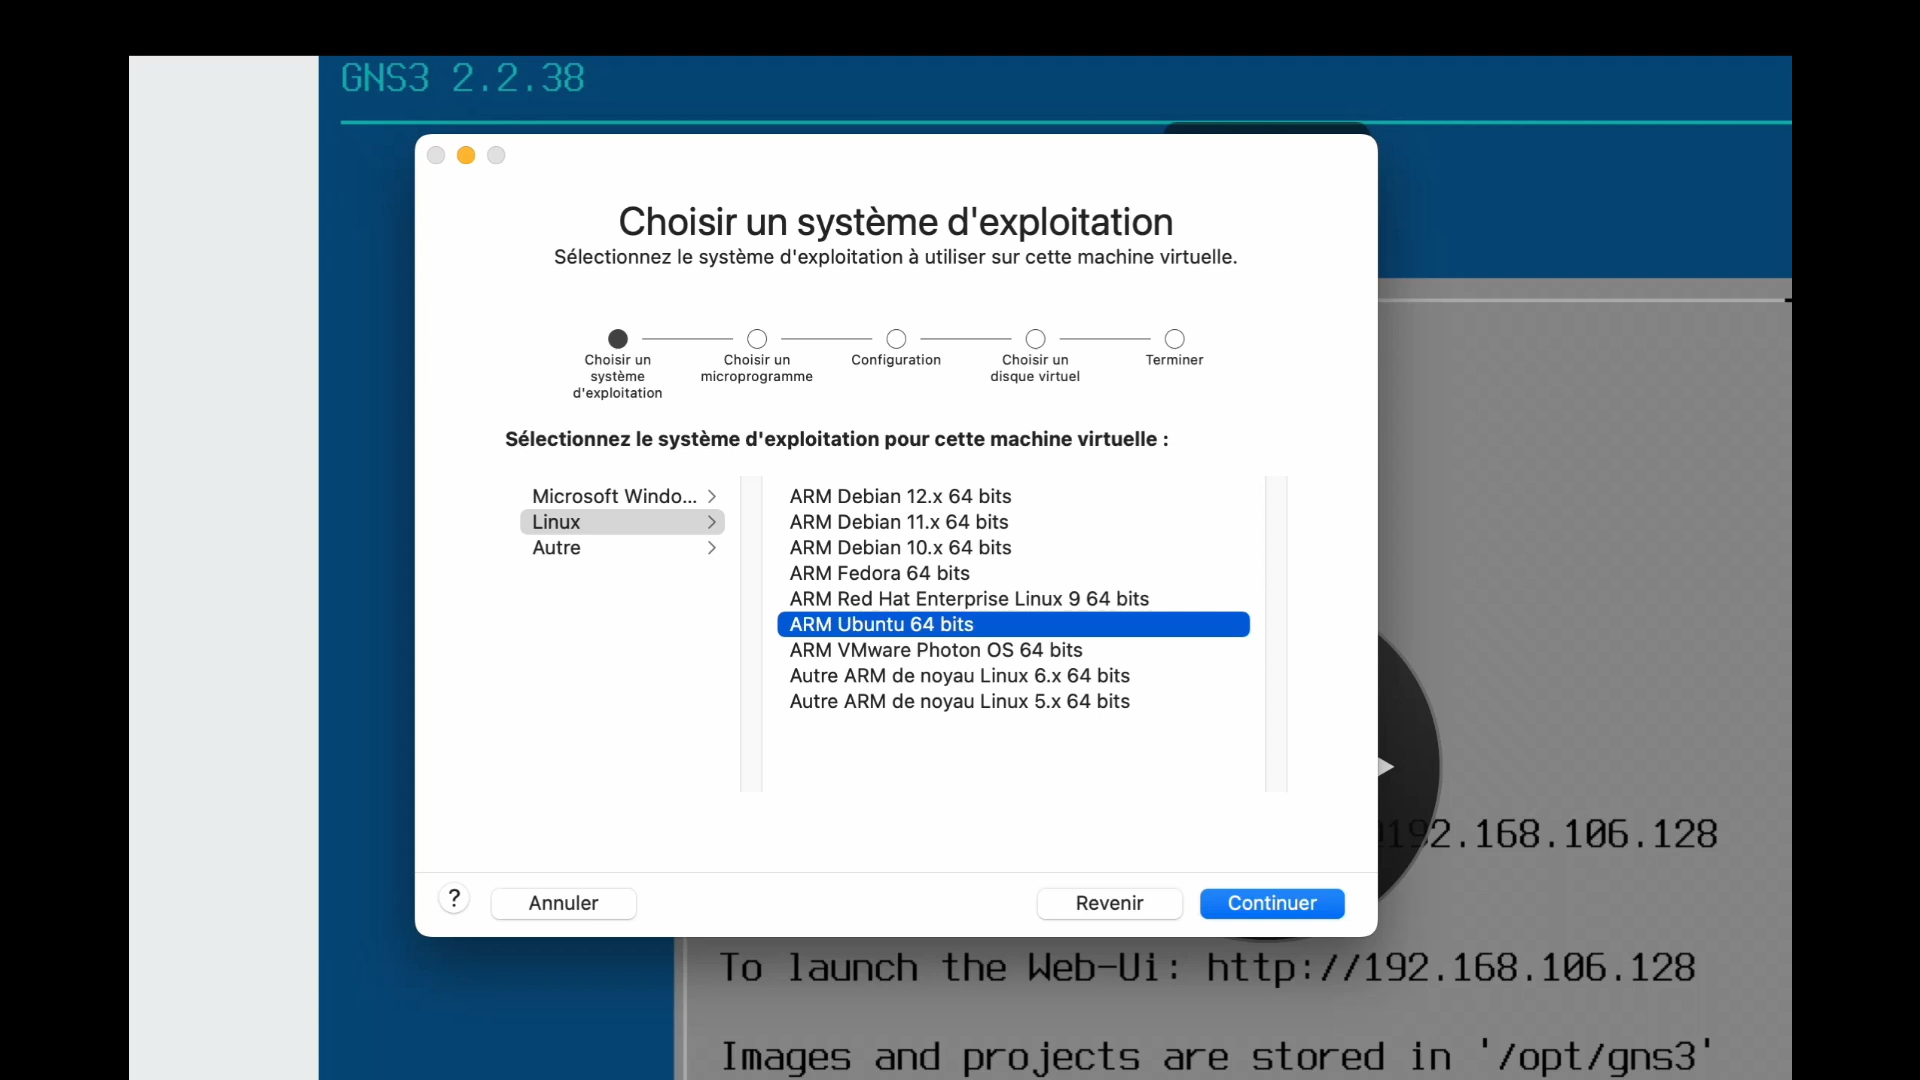 GNS3 2.2.38
Choisir un système d'exploitation
Sélectionnez le système d'exploitation à utiliser sur cette machine virtuelle.
Choisir un
système
d'exploitation
Choisir un
microprogramme
Configuration
Choisir un
disque virtuel
Terminer
Sélectionnez le système d'exploitation pour cette machine virtuelle :
Microsoft Windo...
Linux
Autre
ARM Debian 12.x 64 bits
ARM Debian 11.x 64 bits
ARM Debian 10.x 64 bits
ARM Fedora 64 bits
ARM Red Hat Enterprise Linux 9 64 bits
ARM Ubuntu 64 bits
ARM VMware Photon OS 64 bits
Autre ARM de noyau Linux 6.x 64 bits
Autre ARM de noyau Linux 5.x 64 bits
192.168.106.128
?
Annuler
Revenir
Continuer
To launch the Web-Ui: http://192.168.106.128
Images and projects are stored in '/opt/gns3'